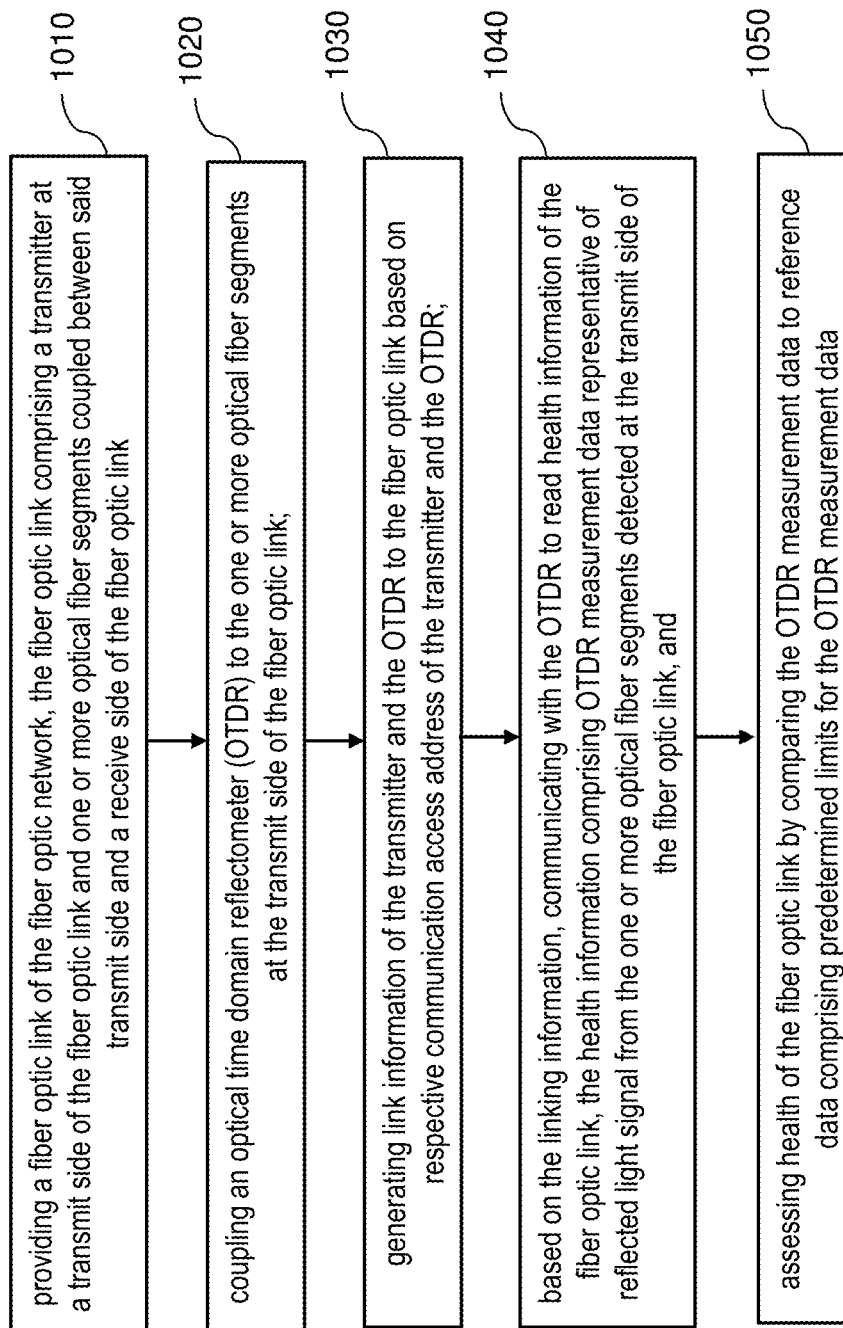 1010
providing a fiber optic link of the fiber optic network, the fiber optic link comprising a transmitter at
a transmit side of the fiber optic link and one or more optical fiber segments coupled between said
transmit side and a receive side of the fiber optic link
1020
coupling an optical time domain reflectometer (OTDR) to the one or more optical fiber segments
at the transmit side of the fiber optic link;
1030
generating link information of the transmitter and the OTDR to the fiber optic link based on
respective communication access address of the transmitter and the OTDR;
1040
based on the linking information, communicating with the OTDR to read health information of the
fiber optic link, the health information comprising OTDR measurement data representative of
reflected light signal from the one or more optical fiber segments detected at the transmit side of
the fiber optic link, and
1050
assessing health of the fiber optic link by comparing the OTDR measurement data to reference
data comprising predetermined limits for the OTDR measurement data